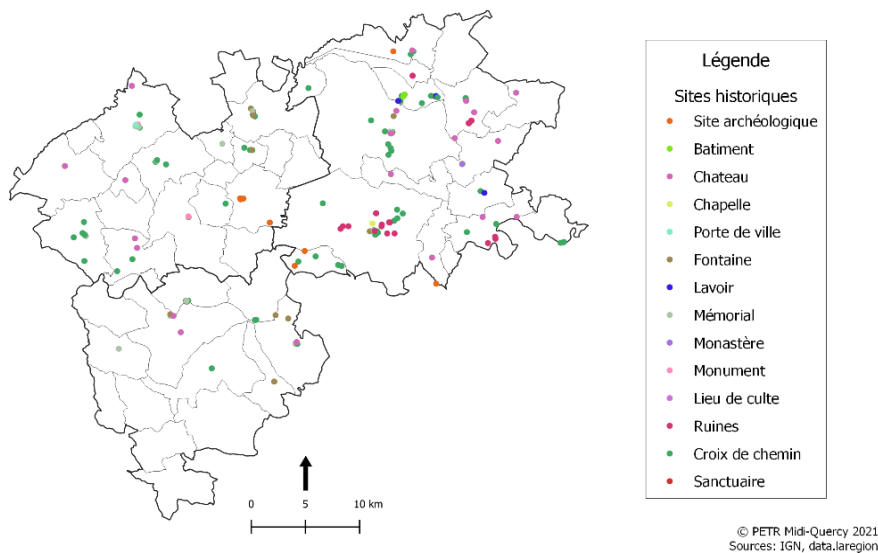 Légende
Sites historiques
Site archéologique
Batiment
Chateau
Chapelle
Porte de ville
Fontaine
Lavoir
Mémorial
Monastère
Monument
Lieu de culte
Ruines
Croix de chemin
Sanctuaire
0 5 10 km
© PETR Midi-Quercy 2021
Sources: IGN, data.laregion